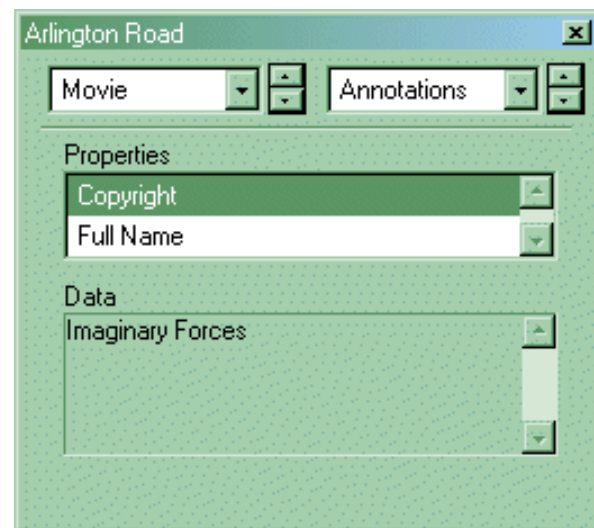 Arlington Road
Movie Annotations
Properties
Copyright
Full Name
Data
Imaginary Forces